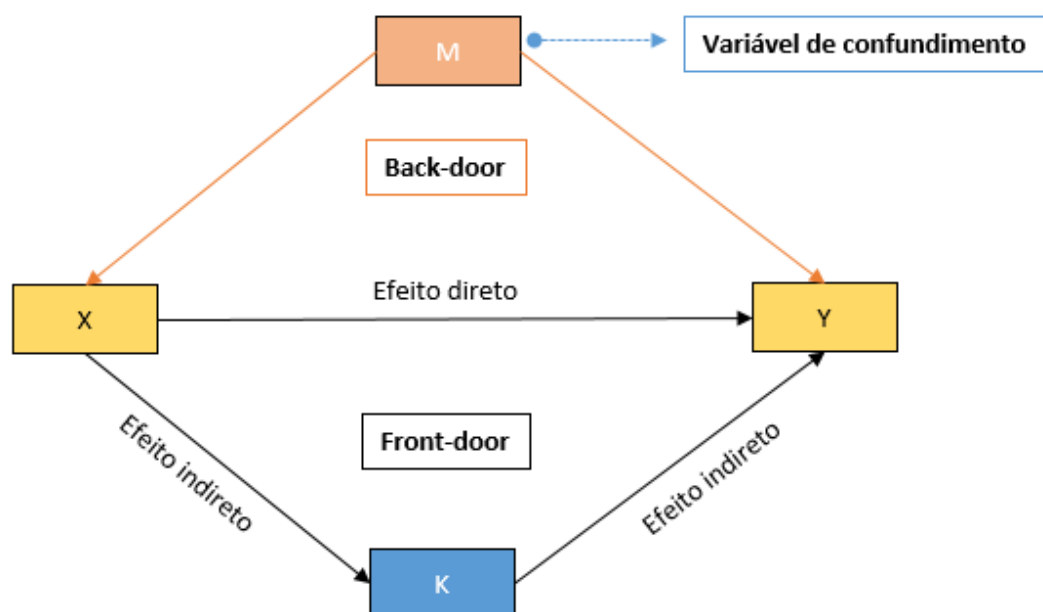 M
Variável de confundimento
Back-door
Efeito direto
X
Y
Efeito indireto
Front-door
Efeito indireto
K